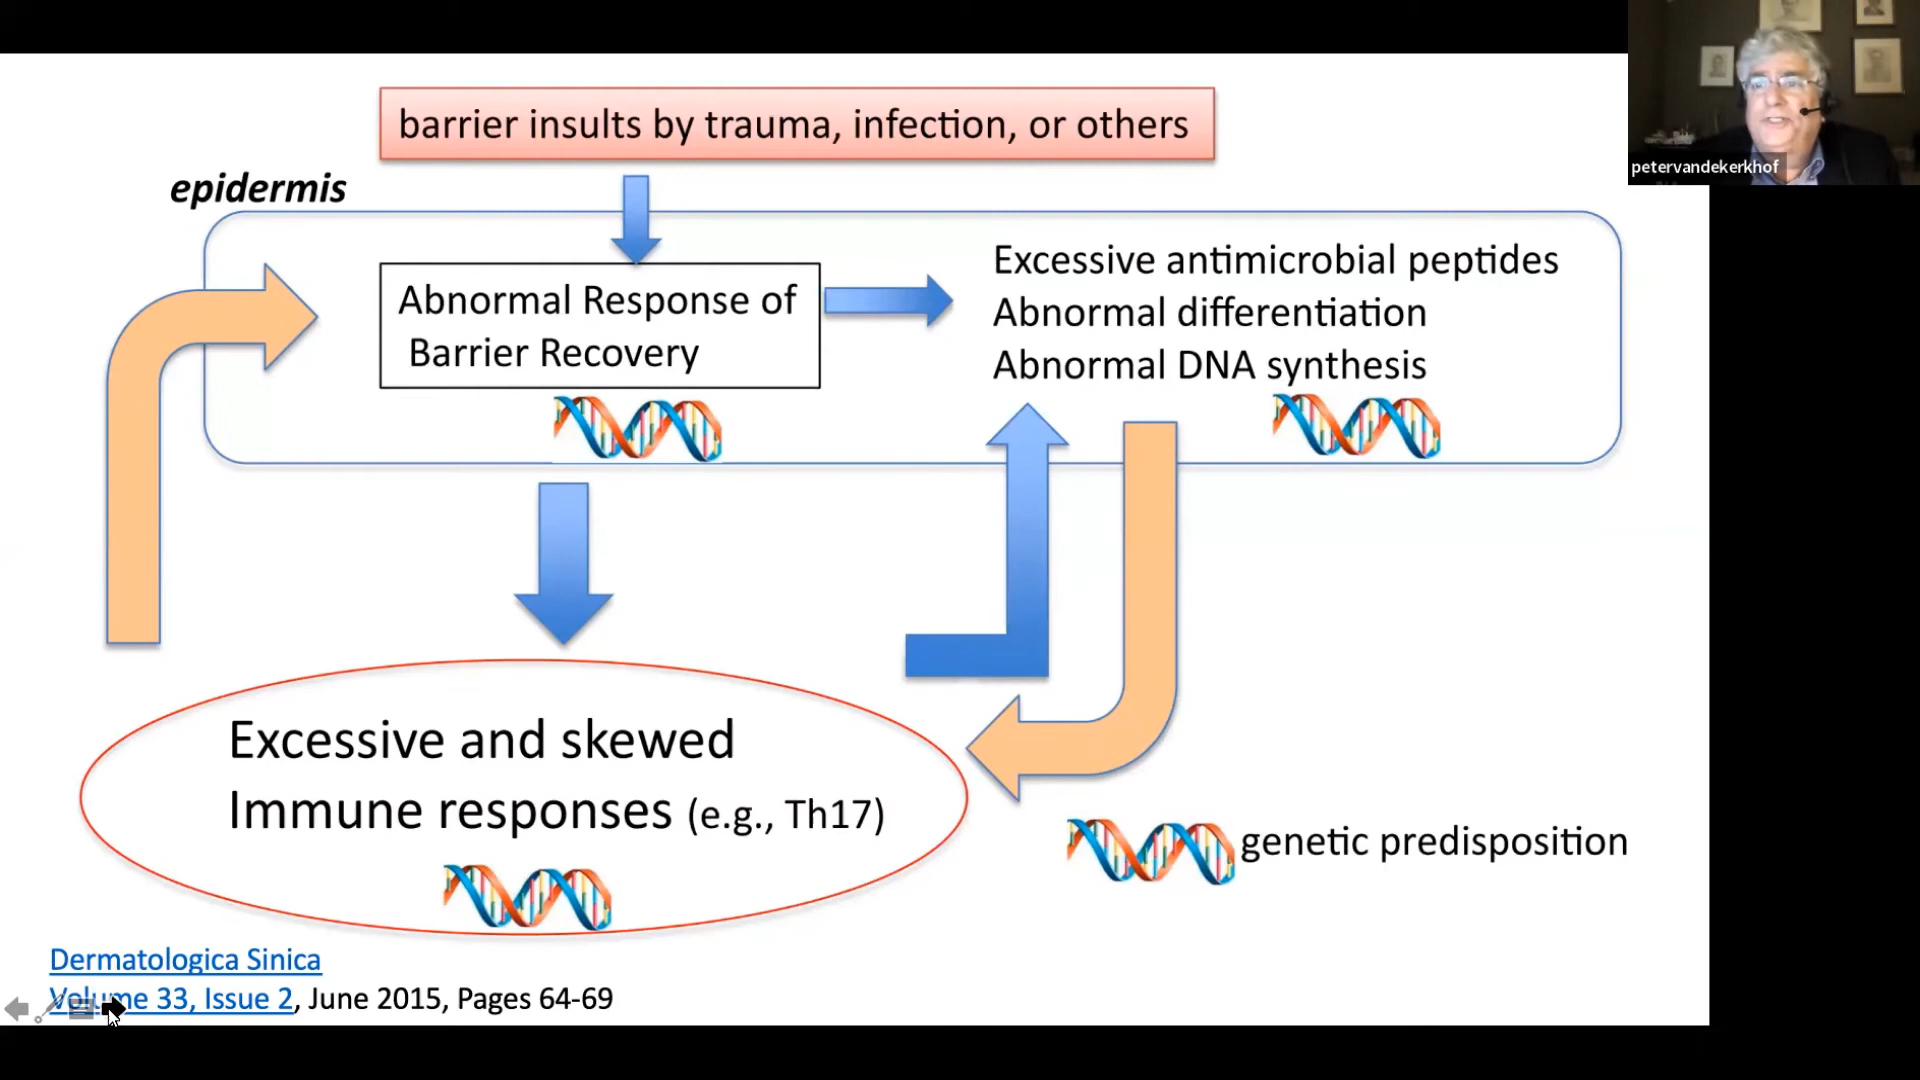 barrier insults by trauma, infection, or others
petervandekerkhof
epidermis
Abnormal Response of
Barrier Recovery
Excessive antimicrobial peptides
Abnormal differentiation
Abnormal DNA synthesis
Excessive and skewed
Immune responses (e.g., Th17)
genetic predisposition
Dermatologica Sinica
Volume 33, Issue 2, June 2015, Pages 64-69